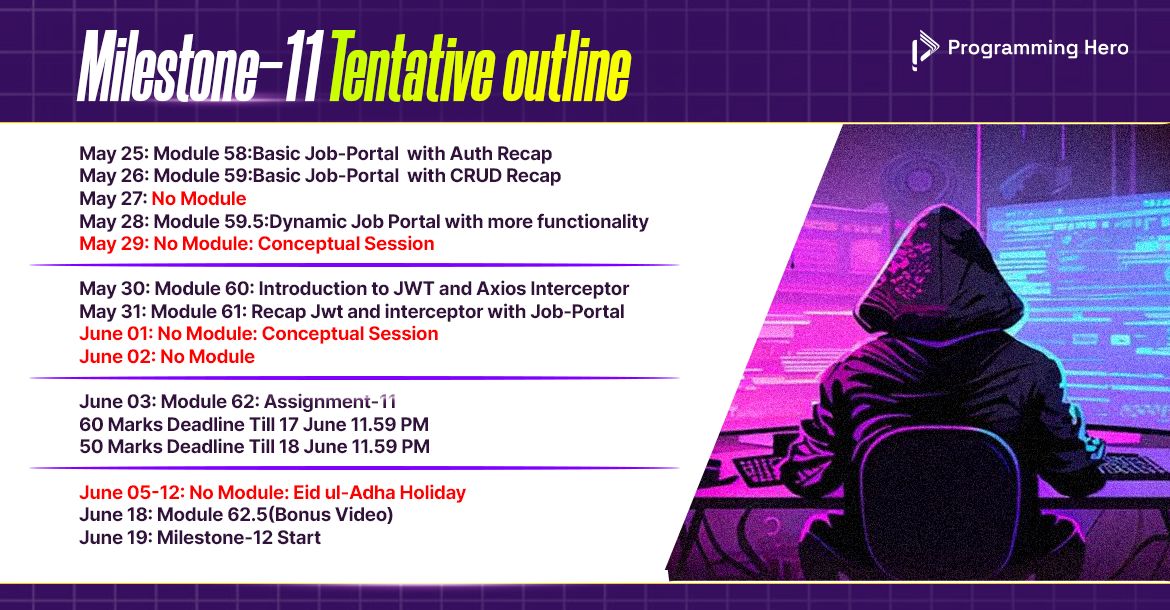 Milestone-11 Tentative outline
Programming Hero
May 25: Module 58:Basic Job-Portal with Auth Recap
May 26: Module 59:Basic Job-Portal with CRUD Recap
May 27: No Module
May 28: Module 59.5:Dynamic Job Portal with more functionality
May 29: No Module: Conceptual Session
May 30: Module 60: Introduction to JWT and Axios Interceptor
May 31: Module 61: Recap Jwt and interceptor with Job-Portal
June 01: No Module: Conceptual Session
June 02: No Module
June 03: Module 62: Assignment-11
60 Marks Deadline Till 17 June 11.59 PM
50 Marks Deadline Till 18 June 11.59 PM
June 05-12: No Module: Eid ul-Adha Holiday
June 18: Module 62.5(Bonus Video)
June 19: Milestone-12 Start